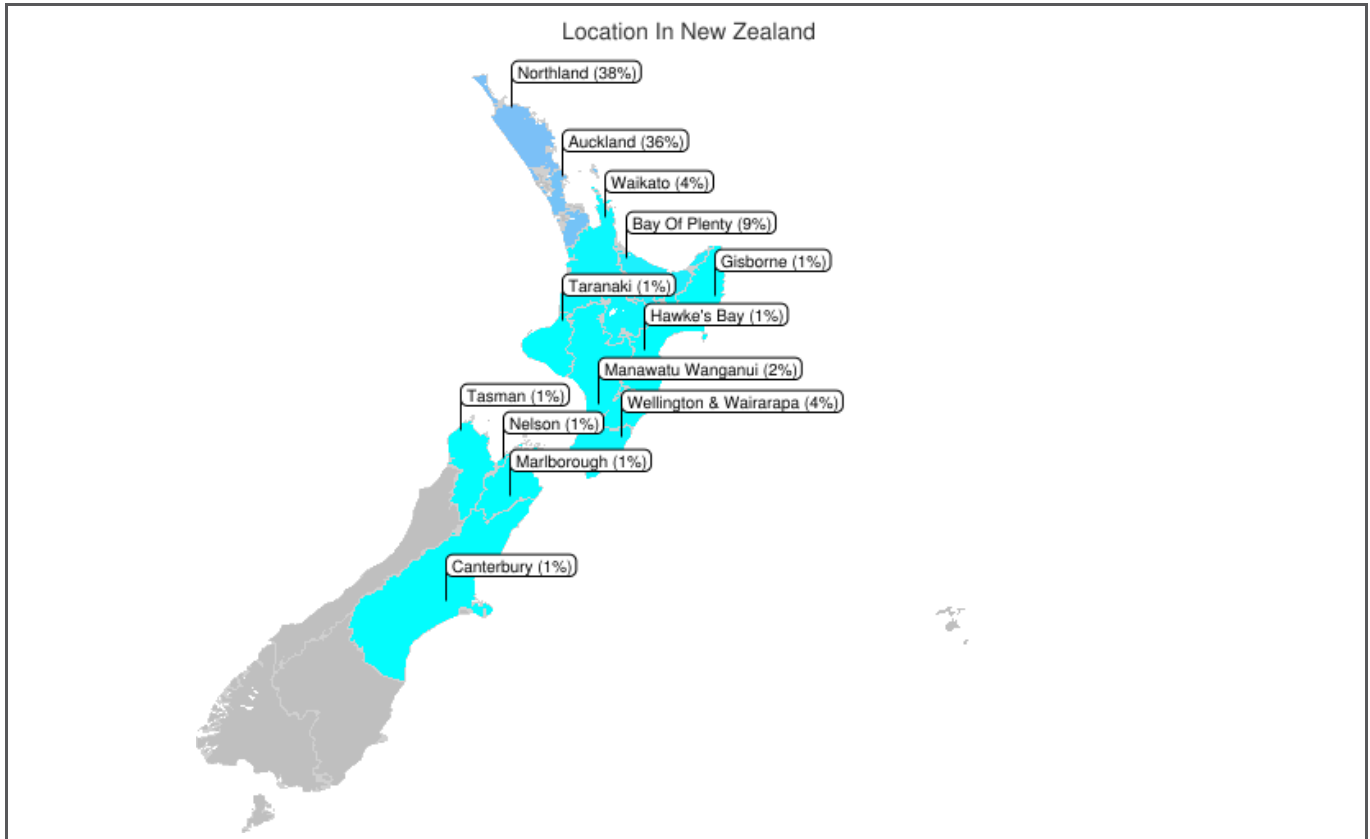 Location In New Zealand
Northland (38%)
Auckland (36%)
Waikato (4%)
Bay Of Plenty (9%)
Gisborne (1%)
Taranaki (1%)
Hawke's Bay (1%)
Manawatu Wanganui (2%)
Tasman (1%)
Wellington & Wairarapa (4%)
Nelson (1%)
Marlborough (1%)
Canterbury (1%)